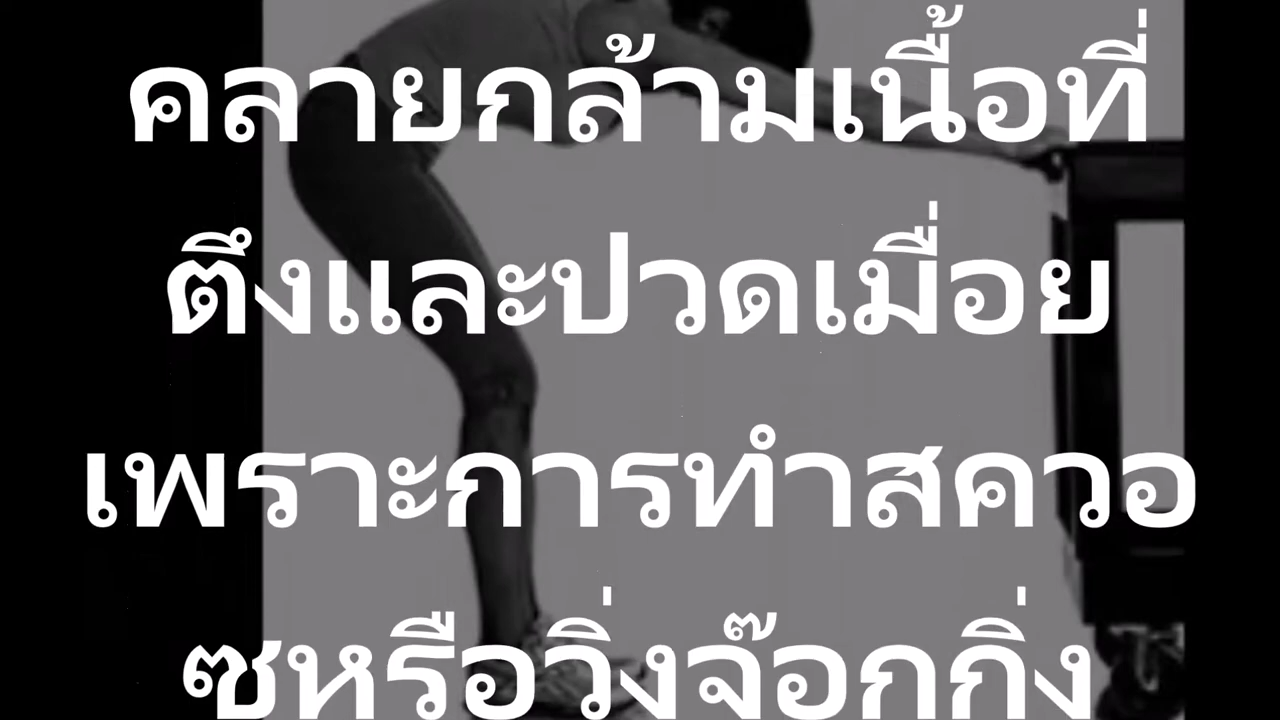 คลายกล้ามเนื้อที่
ตึงและปวดเมื่อย
เพราะการทำสควอ
ซหรือวิ่งจ๊อกกิ่ง